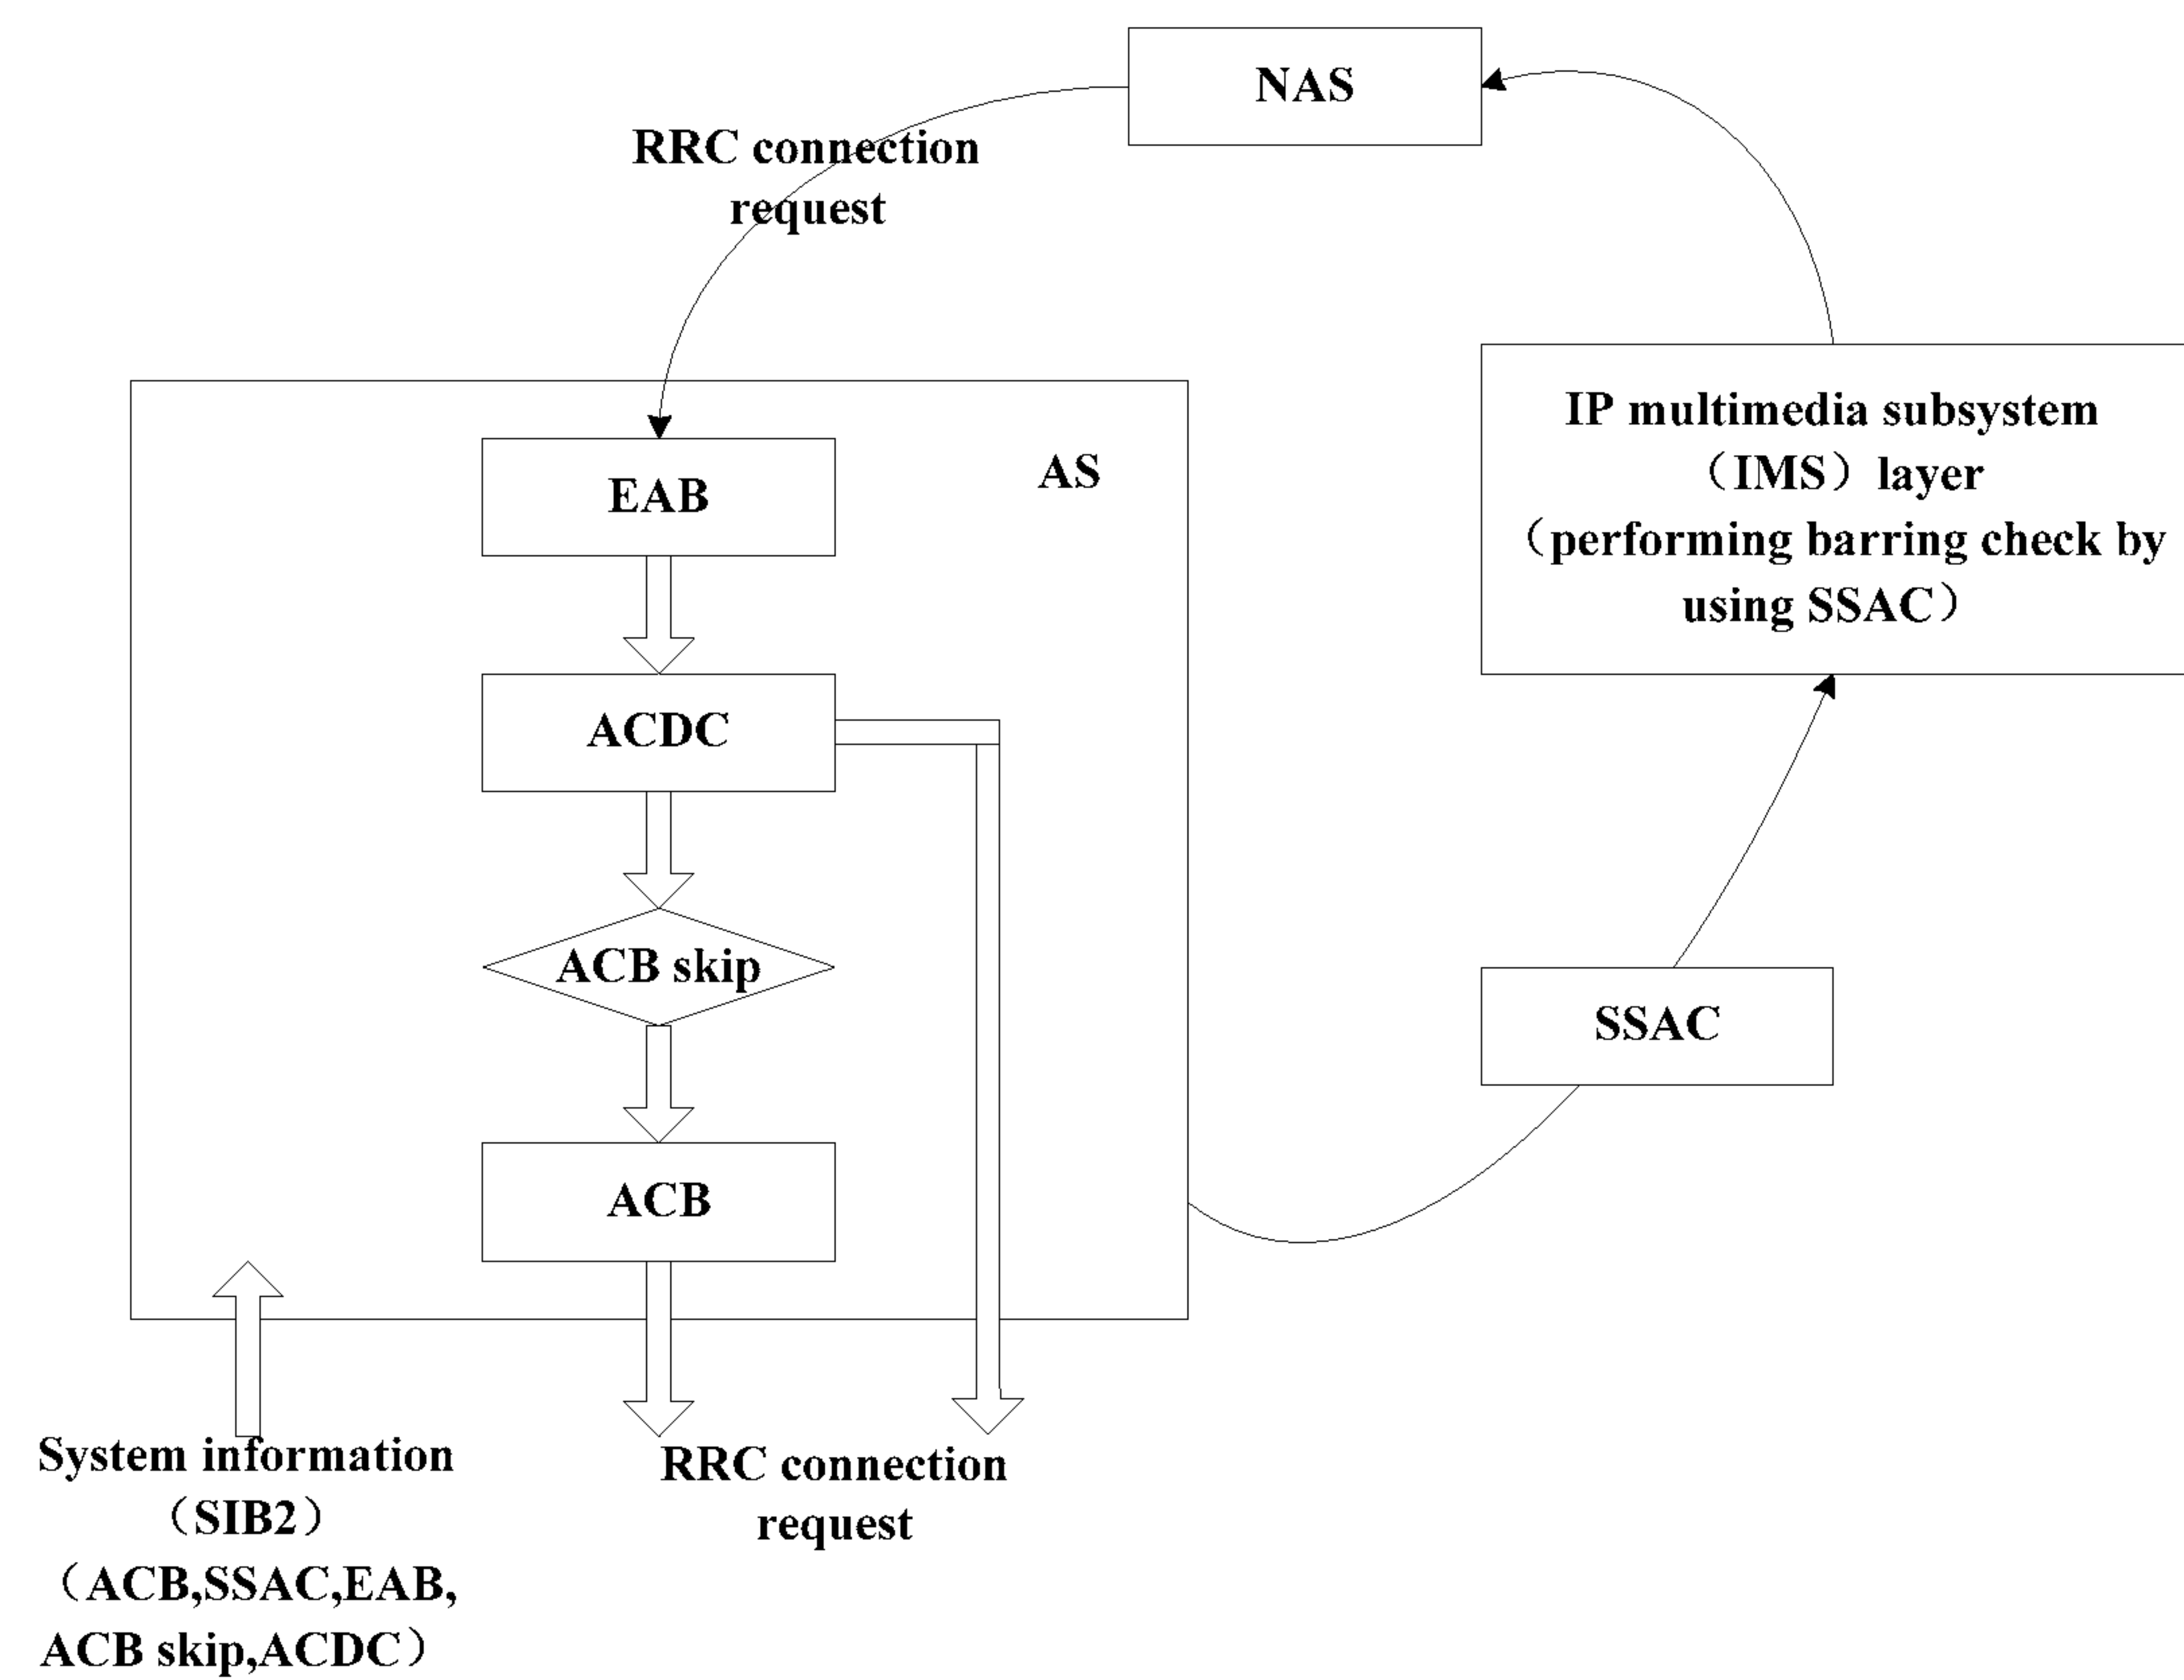 NAS
RRC connection
request
IP multimedia subsystem
（IMS）layer
（performing barring check by
using SSAC）
AS
EAB
ACDC
ACB skip
SSAC
ACB
System information
（SIB2）
（ACB,SSAC,EAB,
ACB skip,ACDC）
RRC connection
request